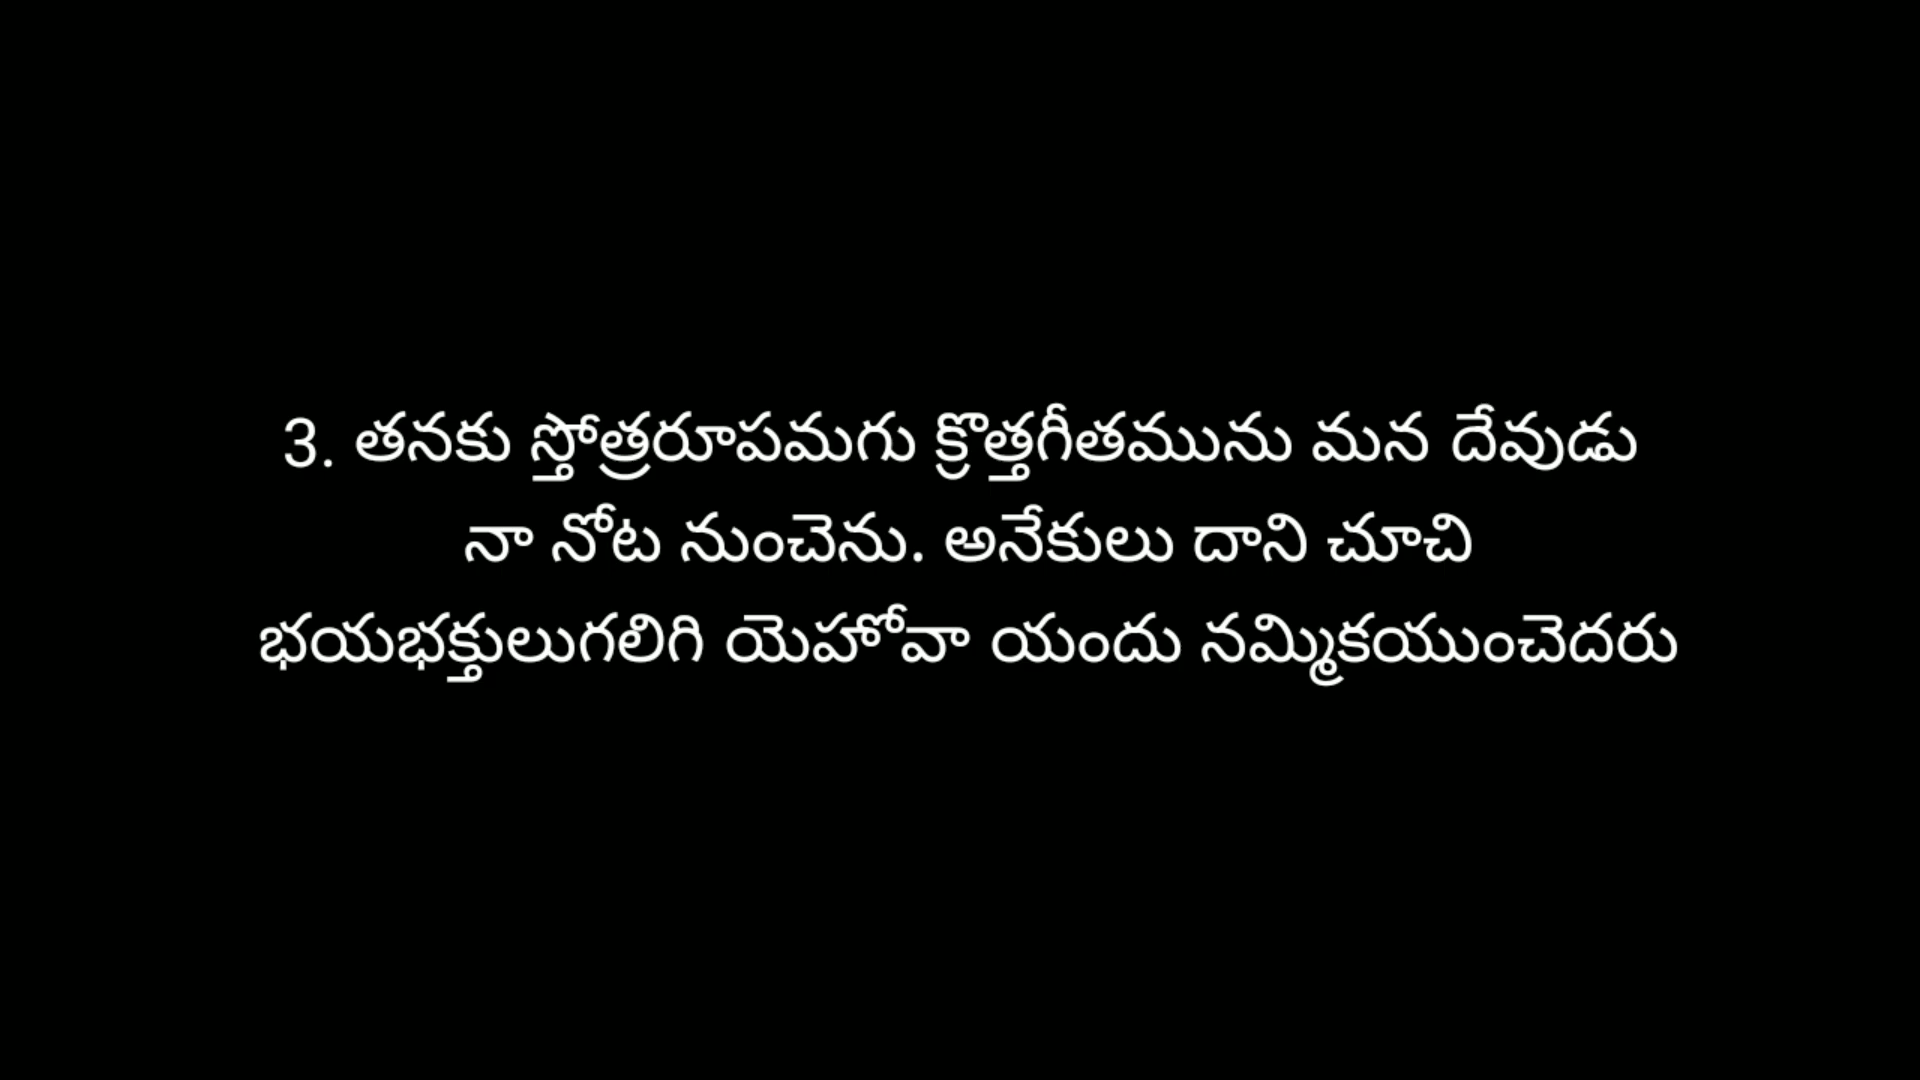 3. తనకు స్తోత్రరూపమగు క్రొత్తగీతమును మన దేవుడు
నా నోట నుంచెను. అనేకులు దాని చూచి
భయభక్తులుగలిగి యెహోవా యందు నమ్మికయుంచెదరు